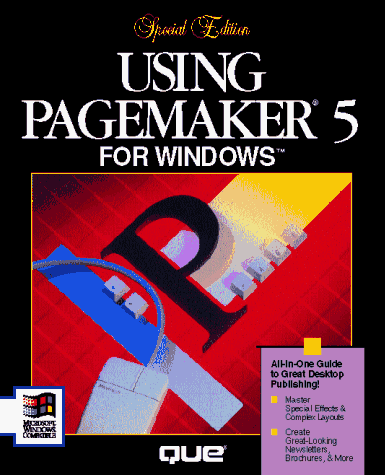 Special Edition
USING
PAGEMAKER® 5
FOR WINDOWS™
P
All-In-One Guide
to Great Desktop
Publishing!
Master
Special Effects &
Complex Layouts
Create
Great-Looking
Newsletters,
Brochures, & More
MICROSOFT
WINDOWS
COMPATIBLE
QUE®